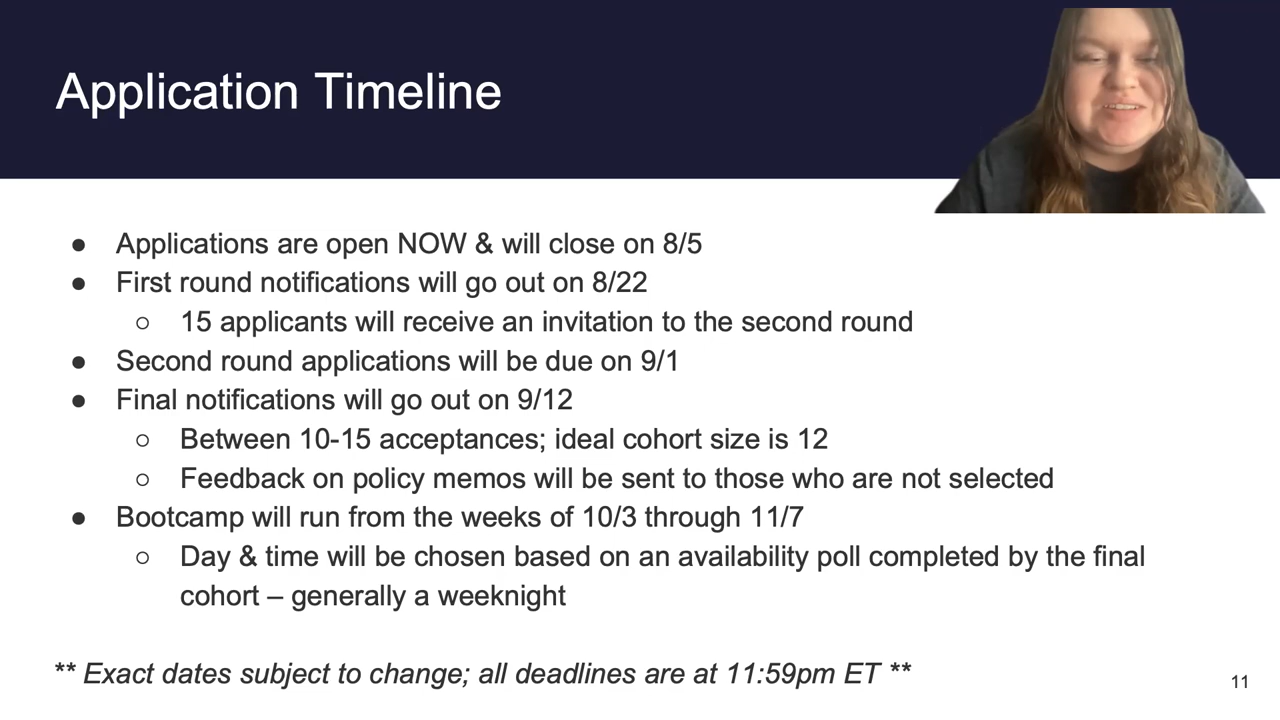 Application Timeline
● Applications are open NOW & will close on 8/5
● First round notifications will go out on 8/22
○ 15 applicants will receive an invitation to the second round
● Second round applications will be due on 9/1
● Final notifications will go out on 9/12
○ Between 10-15 acceptances; ideal cohort size is 12
○ Feedback on policy memos will be sent to those who are not selected
● Bootcamp will run from the weeks of 10/3 through 11/7
○ Day & time will be chosen based on an availability poll completed by the final
cohort – generally a weeknight
** Exact dates subject to change; all deadlines are at 11:59pm ET **
11